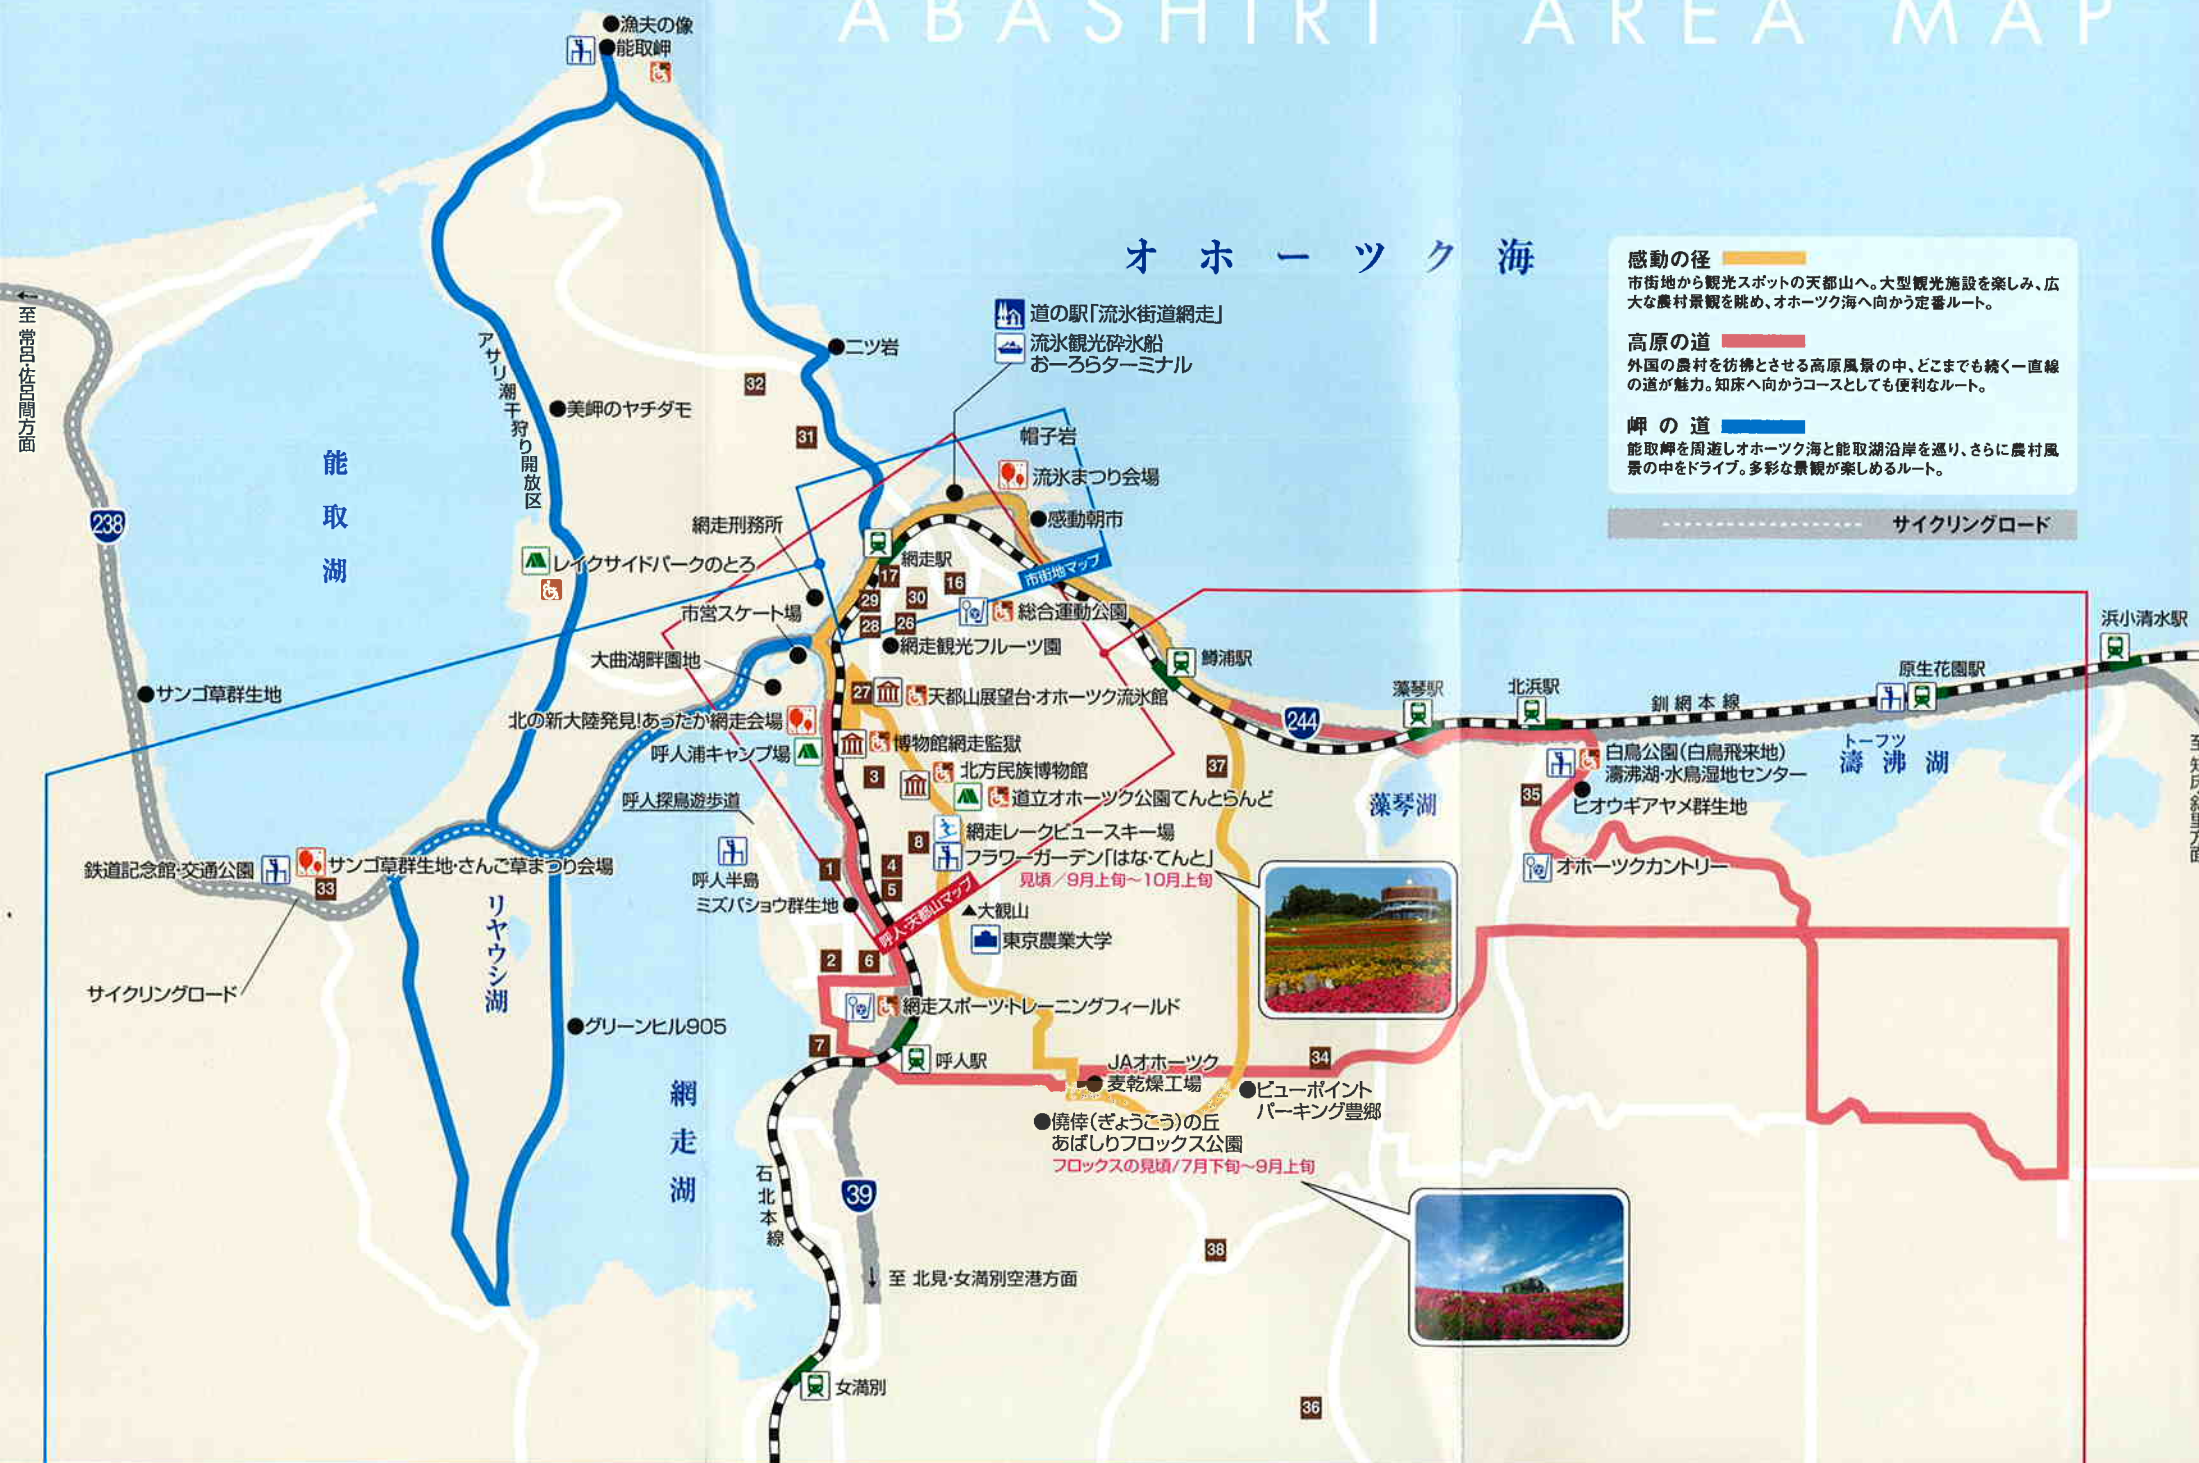 ABASHIRI AREA MAP
漁夫の像
能取岬
オホーツク海
感動の径
市街地から観光スポットの天都山へ。大型観光施設を楽しみ、広
大な農村景観を眺め、オホーツク海へ向かう定番ルート。
高原の道
外国の農村を彷彿とさせる高原風景の中、どこまでも続く一直線
の道が魅力。知床へ向かうコースとしても便利なルート。
岬の道
能取岬を周遊しオホーツク海と能取湖沿岸を巡り、さらに農村風
景の中をドライブ。多彩な景観が楽しめるルート。
サイクリングロード
至 常呂・佐呂間方面
道の駅「流氷街道網走」
流氷観光砕氷船
おーろらターミナル
二ツ岩
アサリ潮干狩り開放区
美岬のヤチダモ
32
31
帽子岩
流氷まつり会場
感動朝市
能取湖
238
網走刑務所
網走駅
市街地マップ
レイクサイドパークのとろ
17
16
29
30
28
26
市営スケート場
総合運動公園
網走観光フルーツ園
大曲湖畔園地
鱒浦駅
浜小清水駅
原生花園駅
サンゴ草群生地
27
天都山展望台・オホーツク流氷館
藻琴駅
北浜駅
釧網本線
244
北の新大陸発見!あったか網走会場
呼人浦キャンプ場
博物館網走監獄
トーフツ
濤沸湖
白鳥公園(白鳥飛来地)
濤沸湖・水鳥湿地センター
37
3
北方民族博物館
道立オホーツク公園てんとらんど
呼人探鳥遊歩道
藻琴湖
35
ヒオウギアヤメ群生地
8
網走レークビュースキー場
フラワーガーデン「はな・てんと」
見頃/9月上旬〜10月上旬
鉄道記念館・交通公園
サンゴ草群生地・さんご草まつり会場
33
1
4
5
呼人半島
ミズバショウ群生地
呼人・天都山マップ
オホーツクカントリー
大観山
東京農業大学
リヤウシ湖
2
6
サイクリングロード
網走スポーツ・トレーニングフィールド
グリーンヒル905
7
呼人駅
JAオホーツク
麦乾燥工場
34
ビューポイント
パーキング豊郷
僥倖(ぎょうこう)の丘
あばしりフロックス公園
フロックスの見頃/7月下旬〜9月上旬
網走湖
石北本線
39
38
至 北見・女満別空港方面
女満別
36